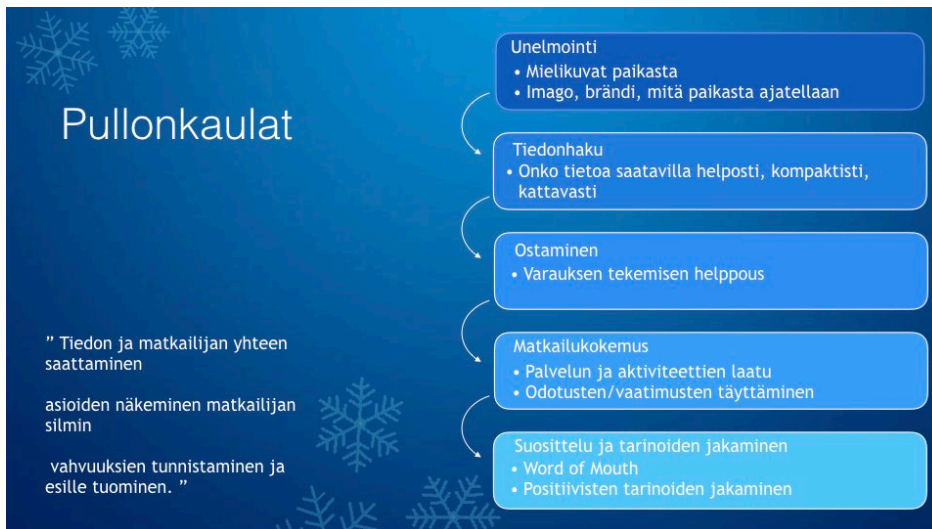 Pullonkaulat
” Tiedon ja matkailijan yhteen
saattaminen
asioiden näkeminen matkailijan
silmin
vahvuuksien tunnistaminen ja
esille tuominen. ”
Unelmointi
• Mielikuvat paikasta
• Imago, brändi, mitä paikasta ajatellaan
Tiedonhaku
• Onko tietoa saatavilla helposti, kompaktisti,
kattavasti
Ostaminen
• Varauksen tekemisen helppous
Matkailukokemus
• Palvelun ja aktiviteettien laatu
• Odotusten/vaatimusten täyttäminen
Suosittelu ja tarinoiden jakaminen
• Word of Mouth
• Positiivisten tarinoiden jakaminen